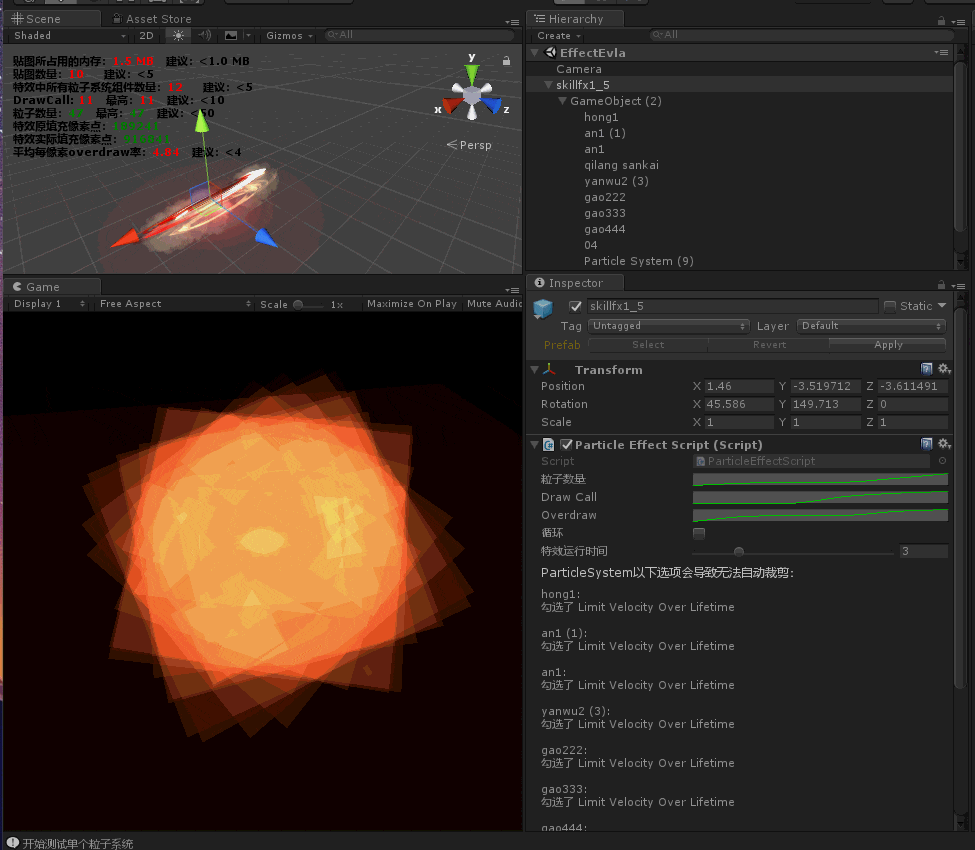 Scene
Asset Store
Shaded
2D
Gizmos
All
贴图所占用的内存: 1.5 MB 建议: <1.0 MB
贴图数量: 10 建议: <5
特效中所有粒子系统组件数量: 12 建议: <5
DrawCall: 11 最高: 11 建议: <10
粒子数量: 最高: 建议: <50
特效原填充像素点:
特效实际填充像素点:
平均每像素overdraw率: 建议: <4
y
x
z
Persp
Game
Display 1
Free Aspect
Scale
1x
Maximize On Play
Mute Audio
Hierarchy
Create
All
EffectEvla
Camera
skillfx1_5
GameObject (2)
hong1
an1 (1)
an1
qilang sankai
yanwu2 (3)
gao222
gao333
gao444
04
Particle System (9)
Inspector
skillfx1_5
Static
Tag Untagged Layer Default
Prefab Select Revert Apply
Transform
Position X 1.46 Y -3.519712 Z -3.611491
Rotation X 45.586 Y 149.713 Z 0
Scale X 1 Y 1 Z 1
Particle Effect Script (Script)
Script ParticleEffectScript
粒子数量
Draw Call
Overdraw
循环
特效运行时间 3
ParticleSystem以下选项会导致无法自动裁剪:
hong1:
勾选了 Limit Velocity Over Lifetime
an1 (1):
勾选了 Limit Velocity Over Lifetime
an1:
勾选了 Limit Velocity Over Lifetime
yanwu2 (3):
勾选了 Limit Velocity Over Lifetime
gao222:
勾选了 Limit Velocity Over Lifetime
gao333:
勾选了 Limit Velocity Over Lifetime
gao444:
开始测试单个粒子系统